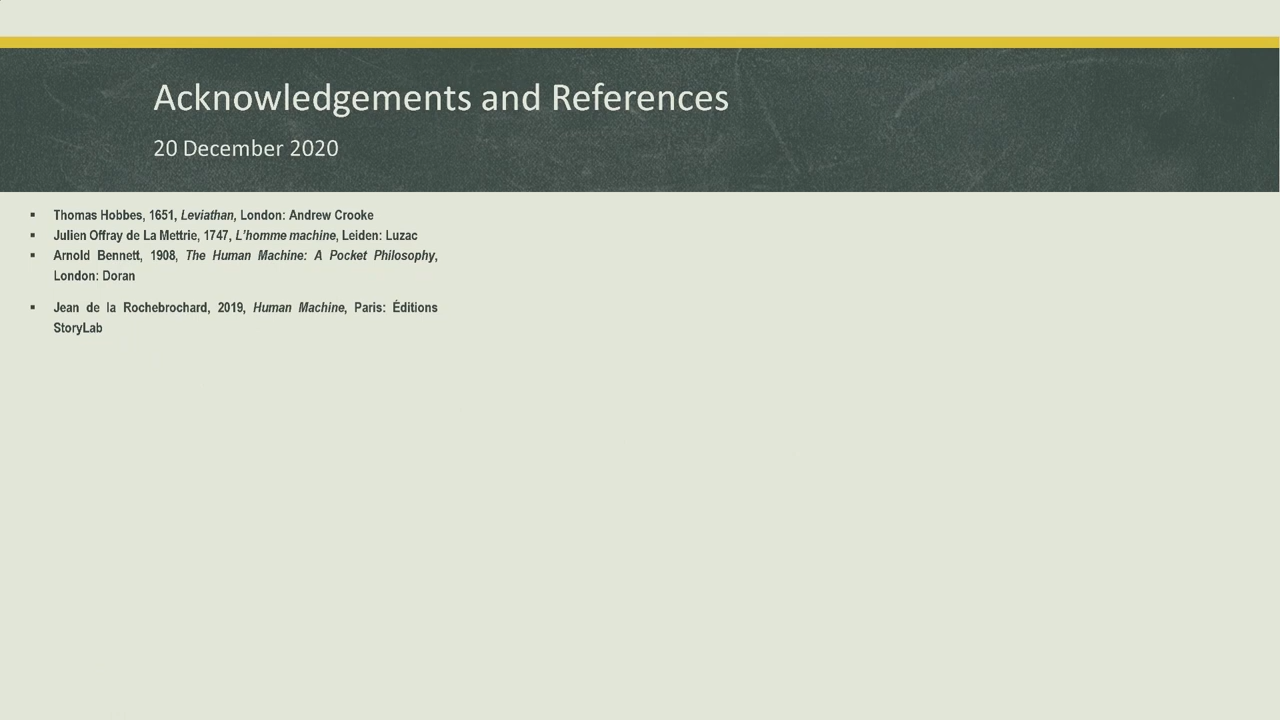 Acknowledgements and References
20 December 2020
▪ Thomas Hobbes, 1651, Leviathan, London: Andrew Crooke
▪ Julien Offray de La Mettrie, 1747, L'homme machine, Leiden: Luzac
▪ Arnold Bennett, 1908, The Human Machine: A Pocket Philosophy,
London: Doran
▪ Jean de la Rochebrochard, 2019, Human Machine, Paris: Éditions
StoryLab